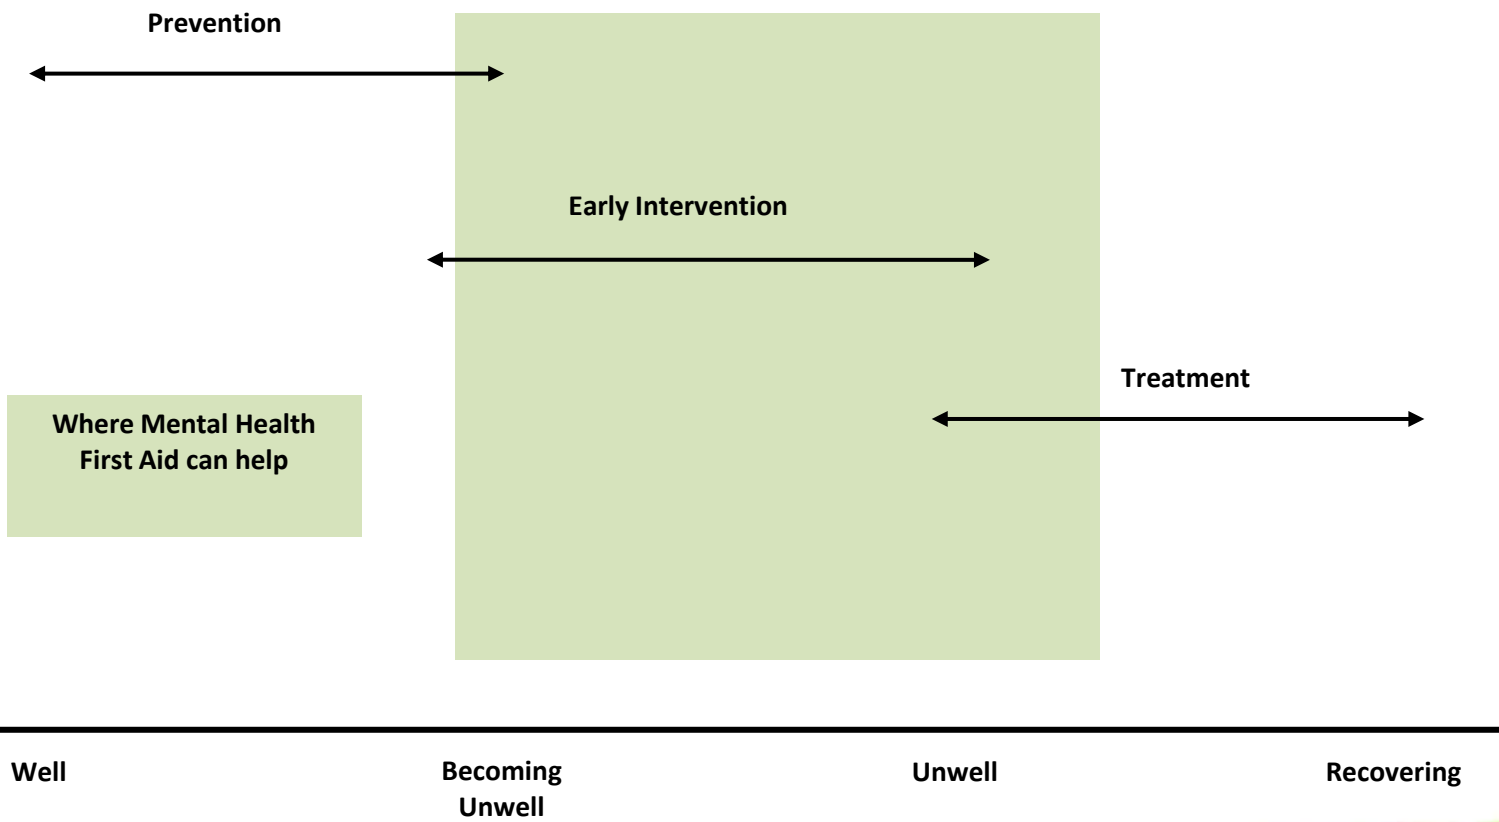 Prevention
Early Intervention
Treatment
Where Mental Health
First Aid can help
Well
Becoming
Unwell
Unwell
Recovering